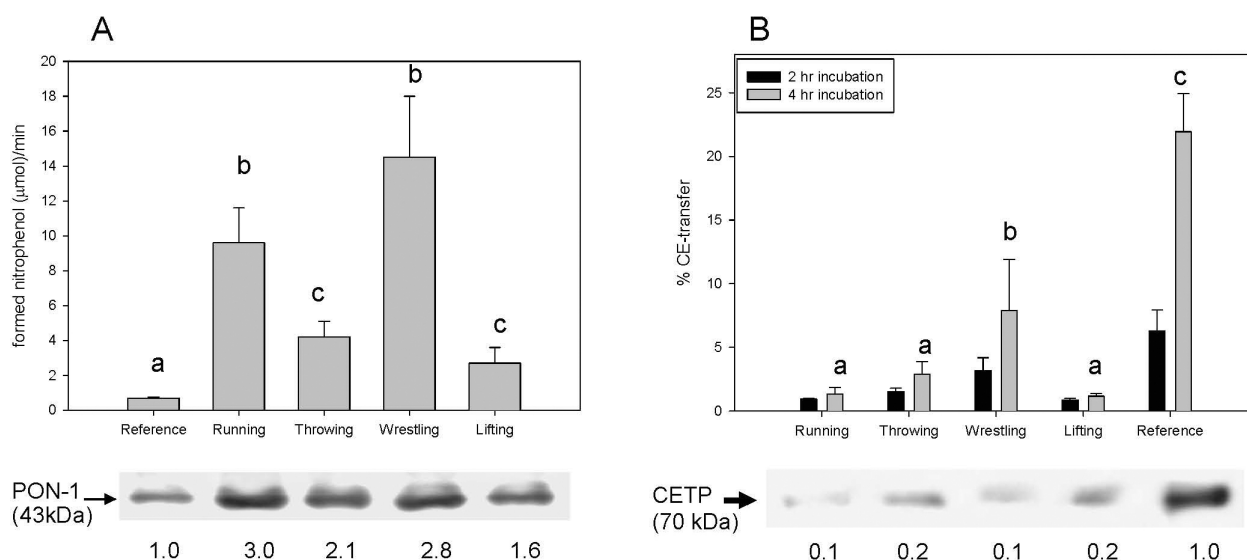 A
formed nitrophenol (μmol)/min
20
18
16
14
12
10
8
6
4
2
0
a
b
c
b
c
Reference Running Throwing Wrestling Lifting
PON-1
(43kDa)
1.0 3.0 2.1 2.8 1.6
B
2 hr incubation
4 hr incubation
% CE-transfer
25
20
15
10
5
0
a
a
b
a
c
Running Throwing Wrestling Lifting Reference
CETP
(70 kDa)
0.1 0.2 0.1 0.2 1.0